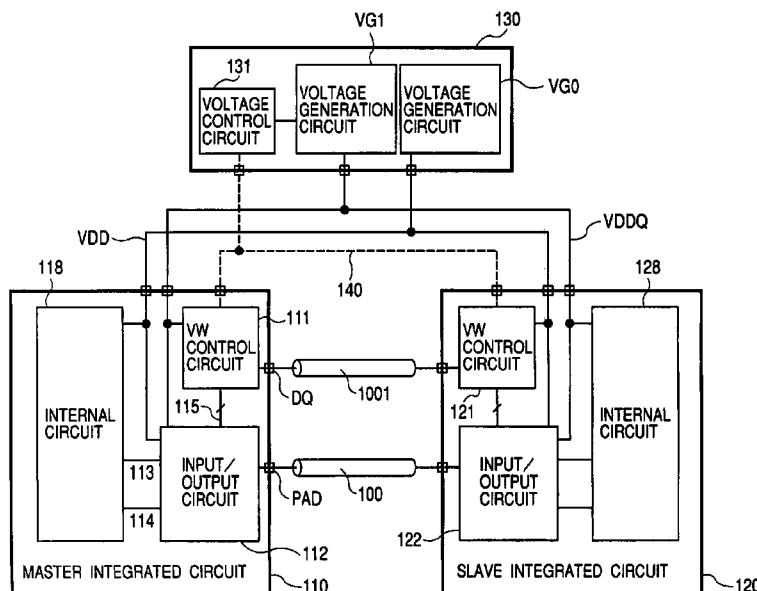 VG1
130
131
VOLTAGE
CONTROL
CIRCUIT
VOLTAGE
GENERATION
CIRCUIT
VOLTAGE
GENERATION
CIRCUIT
VG0
VDD
VDDQ
140
118
128
111
VW
CONTROL
CIRCUIT
VW
CONTROL
CIRCUIT
DQ
1001
121
115
INTERNAL
CIRCUIT
INTERNAL
CIRCUIT
113
114
INPUT/
OUTPUT
CIRCUIT
PAD
100
INPUT/
OUTPUT
CIRCUIT
112
122
MASTER INTEGRATED CIRCUIT
110
SLAVE INTEGRATED CIRCUIT
120